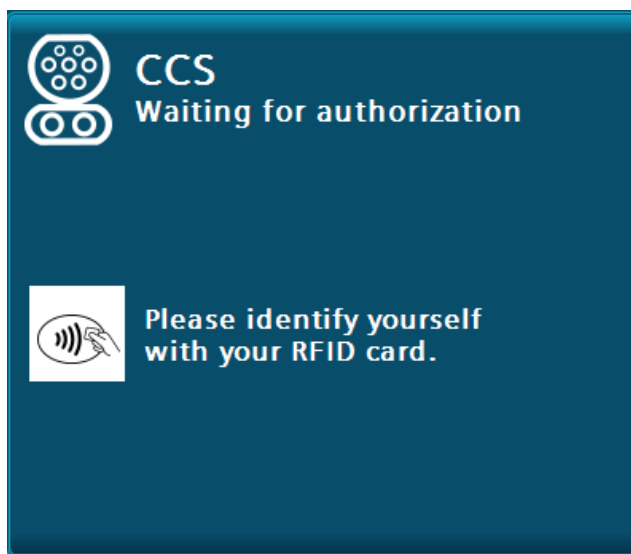 CCS
Waiting for authorization
Please identify yourself
with your RFID card.